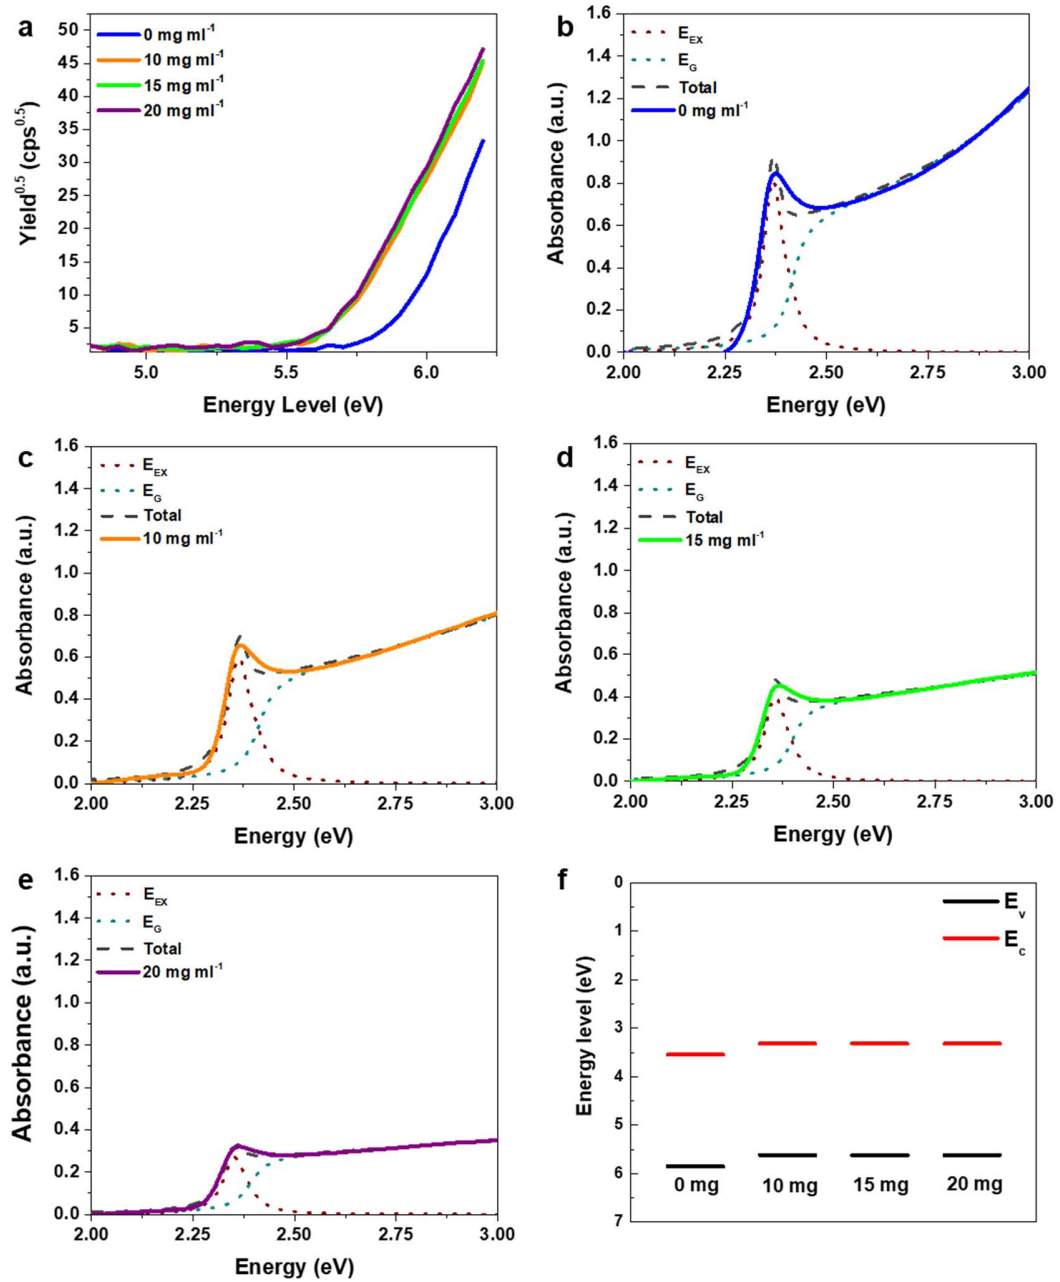 a
0 mg ml⁻¹
10 mg ml⁻¹
15 mg ml⁻¹
20 mg ml⁻¹
50
45
40
35
30
25
20
15
10
5
Yield⁰·⁵ (cps⁰·⁵)
5.0 5.5 6.0
Energy Level (eV)
b
E_EX
E_G
Total
0 mg ml⁻¹
1.6
1.4
1.2
1.0
0.8
0.6
0.4
0.2
0.0
Absorbance (a.u.)
2.00 2.25 2.50 2.75 3.00
Energy (eV)
c
E_EX
E_G
Total
10 mg ml⁻¹
1.6
1.4
1.2
1.0
0.8
0.6
0.4
0.2
0.0
Absorbance (a.u.)
2.00 2.25 2.50 2.75 3.00
Energy (eV)
d
E_EX
E_G
Total
15 mg ml⁻¹
1.6
1.4
1.2
1.0
0.8
0.6
0.4
0.2
0.0
Absorbance (a.u.)
2.00 2.25 2.50 2.75 3.00
Energy (eV)
e
E_EX
E_G
Total
20 mg ml⁻¹
1.6
1.4
1.2
1.0
0.8
0.6
0.4
0.2
0.0
Absorbance (a.u.)
2.00 2.25 2.50 2.75 3.00
Energy (eV)
f
E_v
E_c
0
1
2
3
4
5
6
7
Energy level (eV)
0 mg 10 mg 15 mg 20 mg